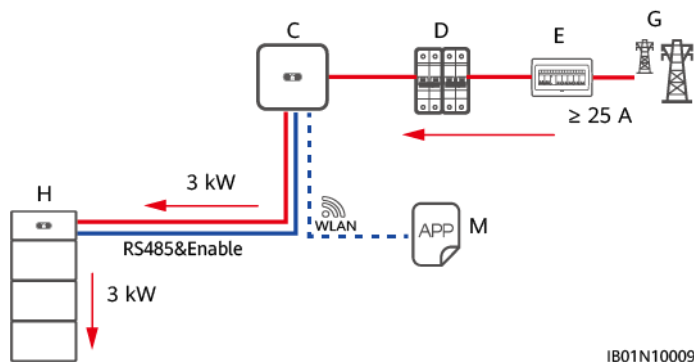 C
D
E
G
≥ 25 A
H
3 kW
WLAN
APP
M
RS485&Enable
3 kW
IB01N10009